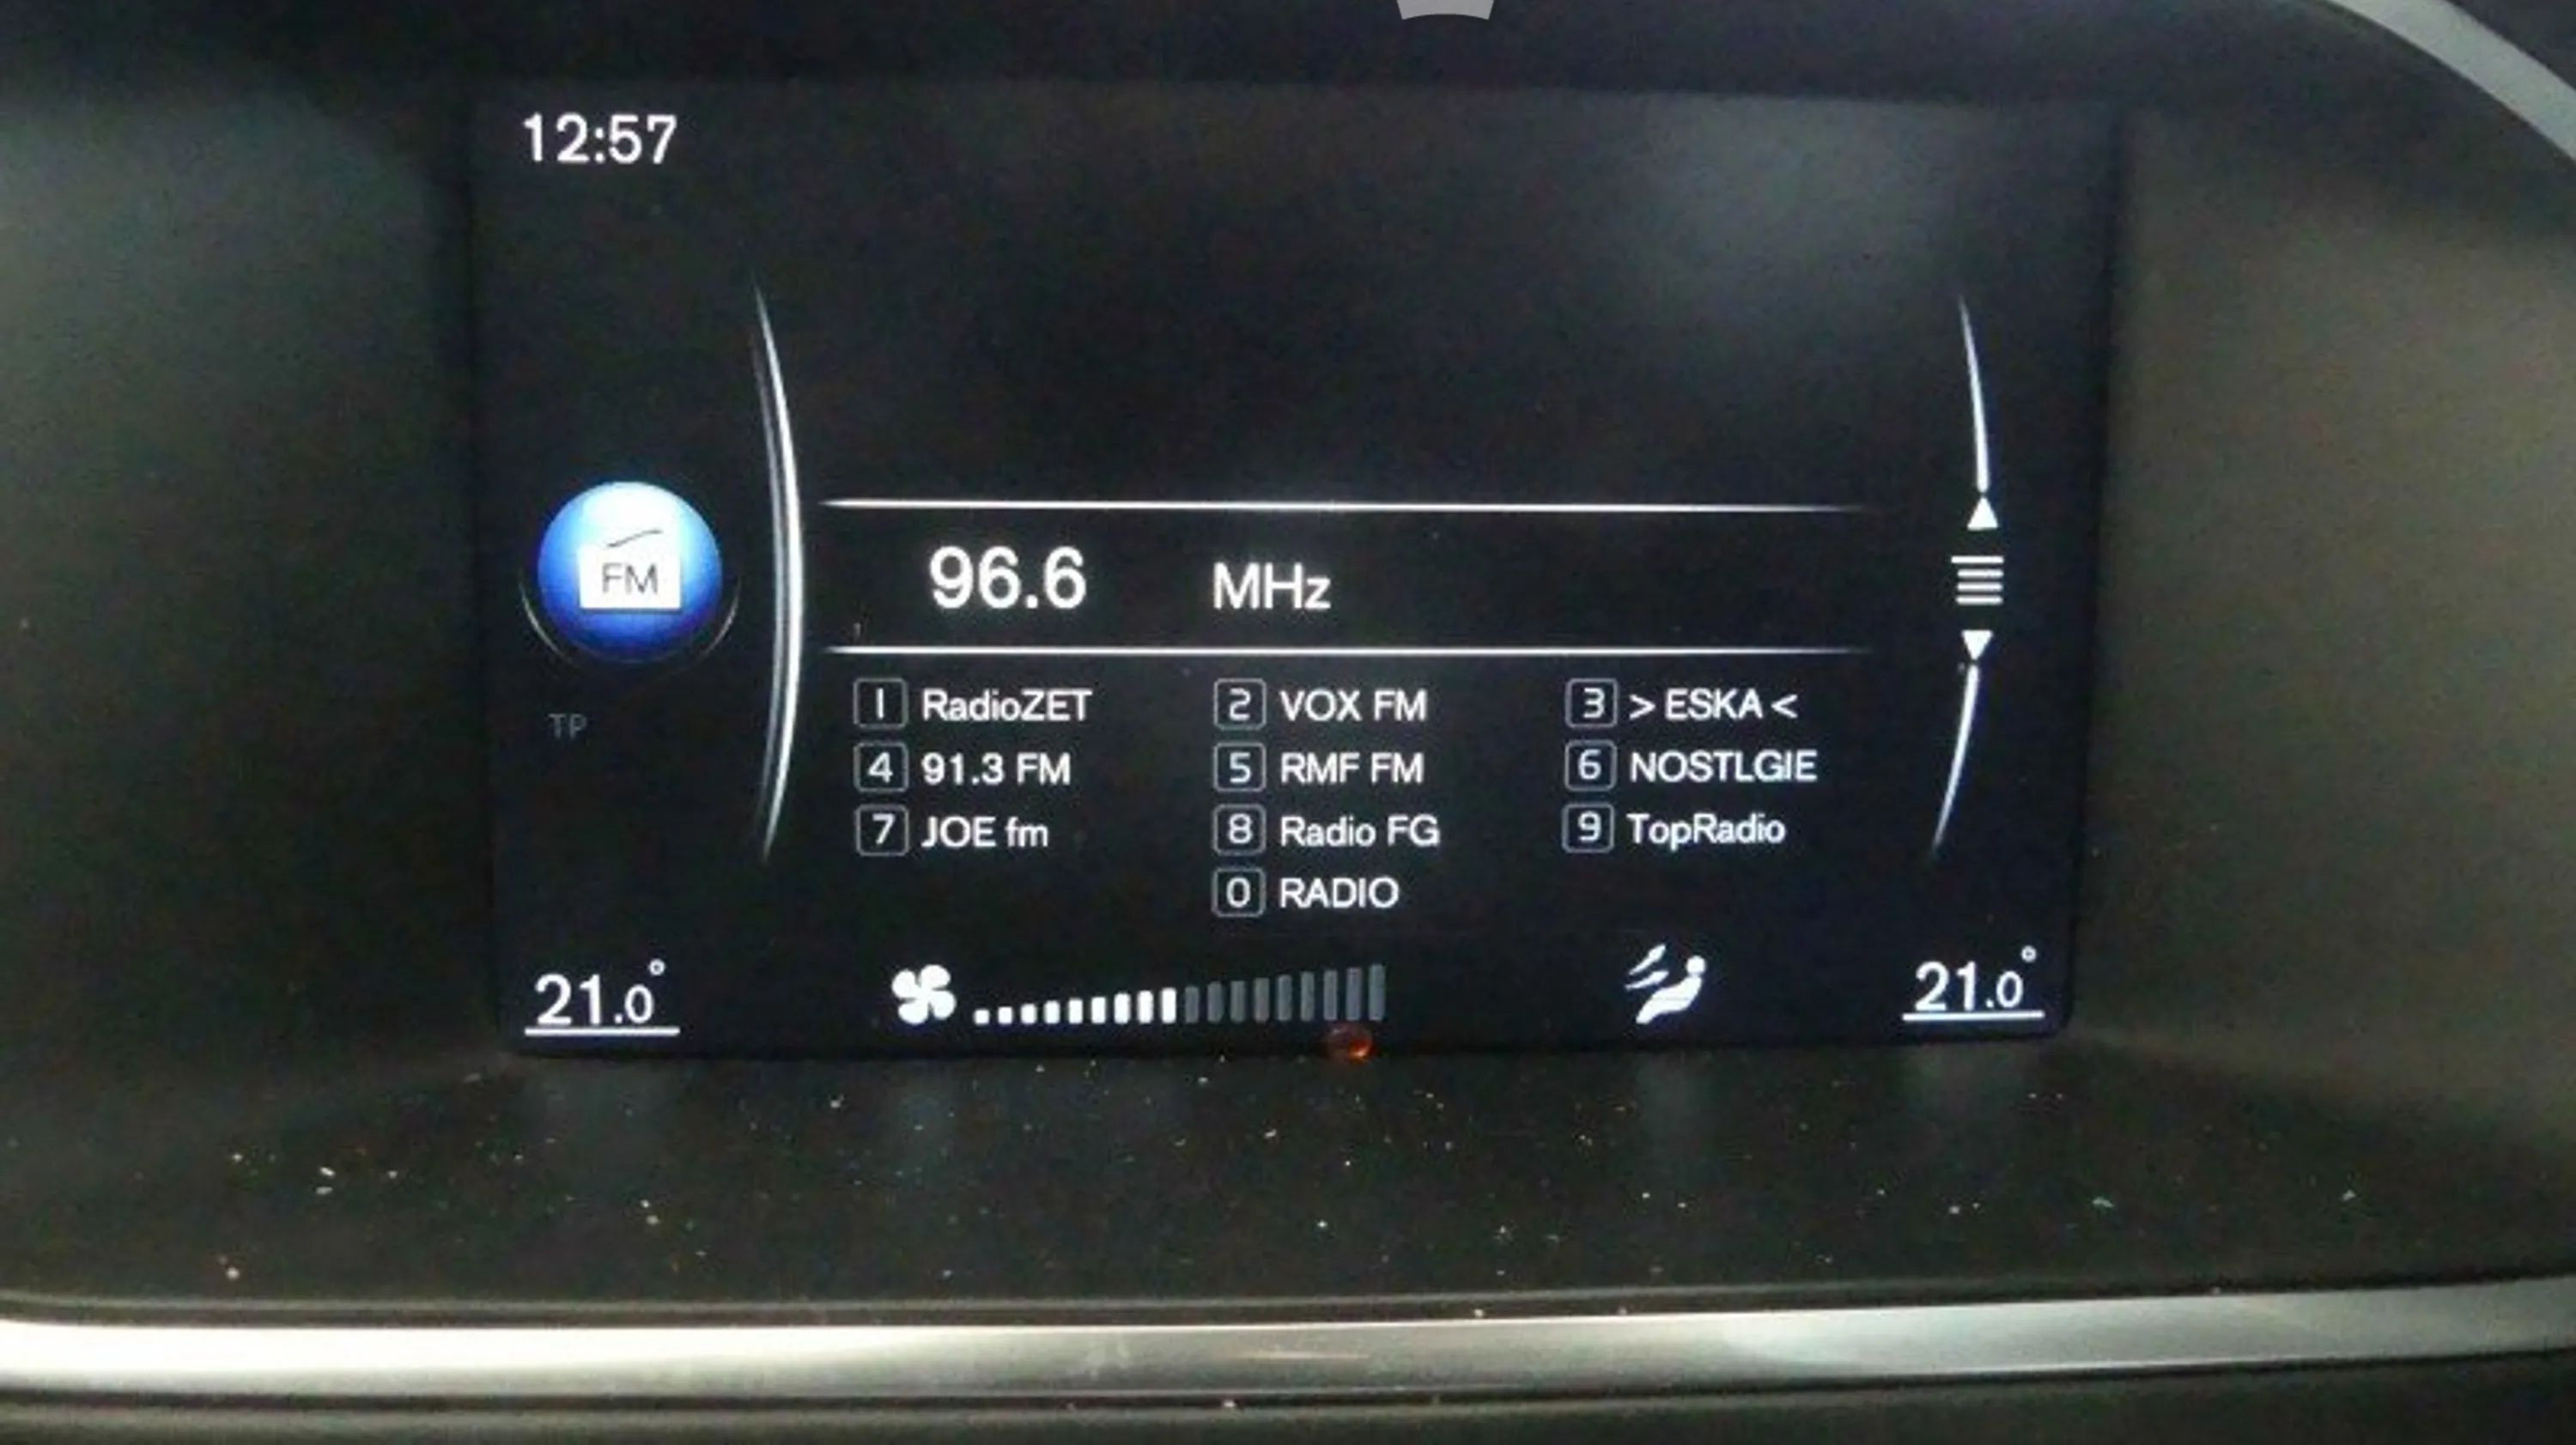 12:57
FM
96.6 MHz
1 RadioZET 2 VOX FM 3 > ESKA <
TP
4 91.3 FM 5 RMF FM 6 NOSTLGIE
7 JOE fm 8 Radio FG 9 TopRadio
0 RADIO
21.0° 21.0°